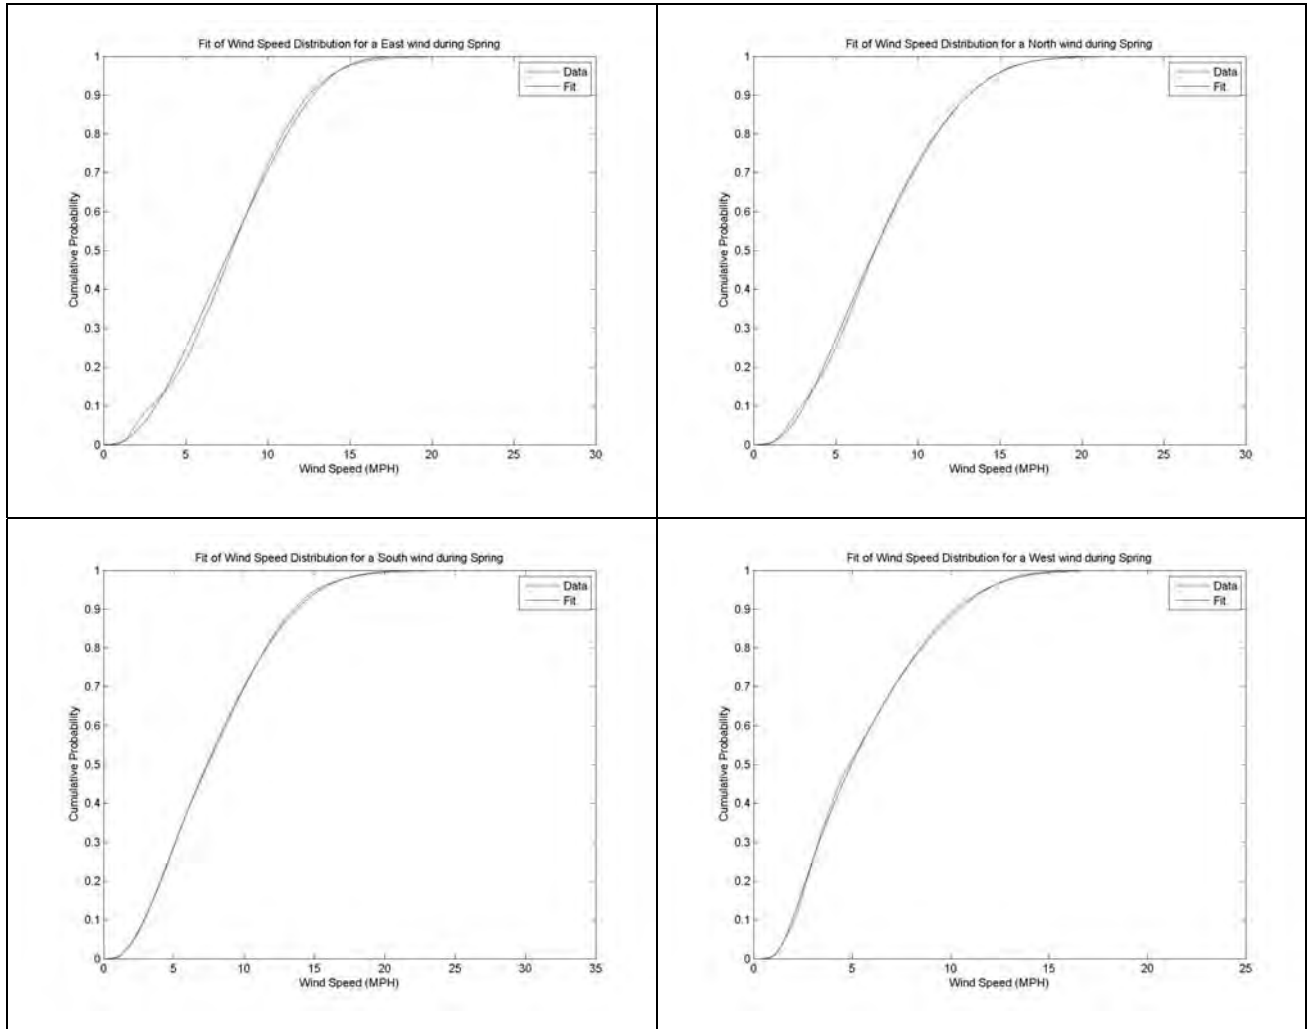 Fit of Wind Speed Distribution for a East wind during Spring
1
0.9
0.8
0.7
0.6
0.5
0.4
0.3
0.2
0.1
0
Cumulative Probability
Data
Fit
0 5 10 15 20 25 30
Wind Speed (MPH)
Fit of Wind Speed Distribution for a North wind during Spring
1
0.9
0.8
0.7
0.6
0.5
0.4
0.3
0.2
0.1
0
Cumulative Probability
Data
Fit
0 5 10 15 20 25 30
Wind Speed (MPH)
Fit of Wind Speed Distribution for a South wind during Spring
1
0.9
0.8
0.7
0.6
0.5
0.4
0.3
0.2
0.1
0
Cumulative Probability
Data
Fit
0 5 10 15 20 25 30 35
Wind Speed (MPH)
Fit of Wind Speed Distribution for a West wind during Spring
1
0.9
0.8
0.7
0.6
0.5
0.4
0.3
0.2
0.1
0
Cumulative Probability
Data
Fit
0 5 10 15 20 25
Wind Speed (MPH)